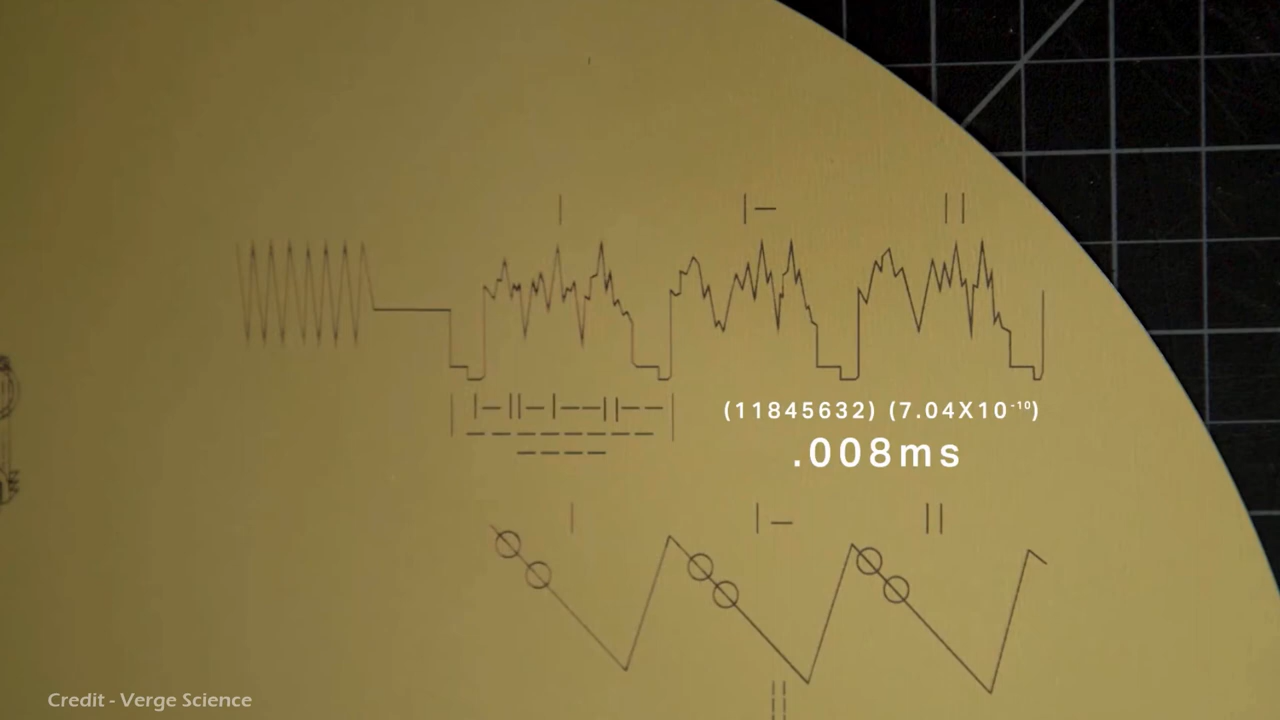 (11845632) (7.04X10⁻¹⁰)
.008ms
Credit - Verge Science